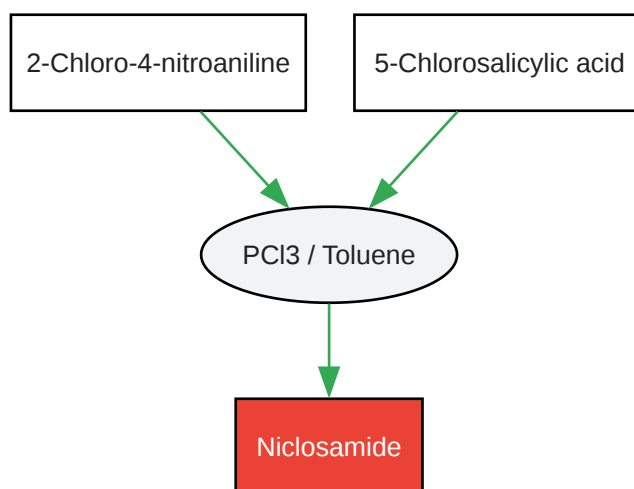 2-Chloro-4-nitroaniline
5-Chlorosalicylic acid
PCl3 / Toluene
Niclosamide